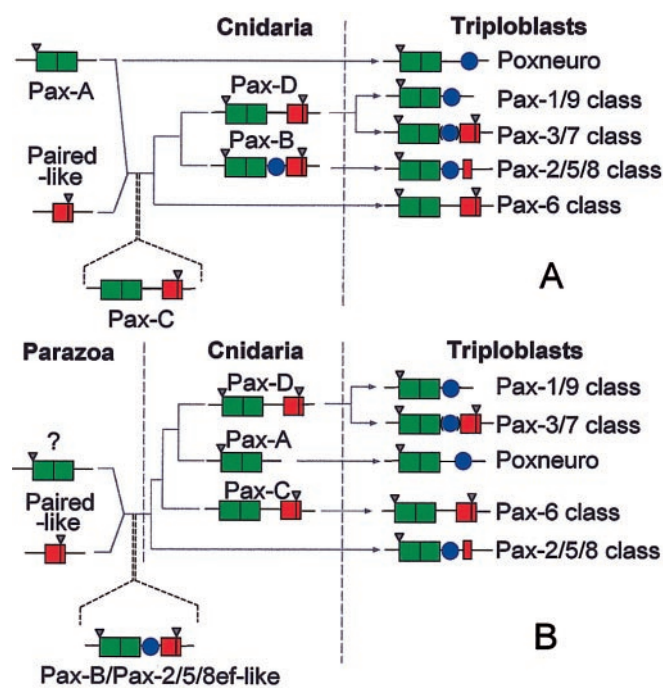 Cnidaria
Triploblasts
Pax-A
Paired
-like
Pax-C
Pax-D
Pax-B
Poxneuro
Pax-1/9 class
Pax-3/7 class
Pax-2/5/8 class
Pax-6 class
A
Parazoa
Cnidaria
Triploblasts
?
Paired
-like
Pax-B/Pax-2/5/8ef-like
Pax-D
Pax-A
Pax-C
Pax-1/9 class
Pax-3/7 class
Poxneuro
Pax-6 class
Pax-2/5/8 class
B